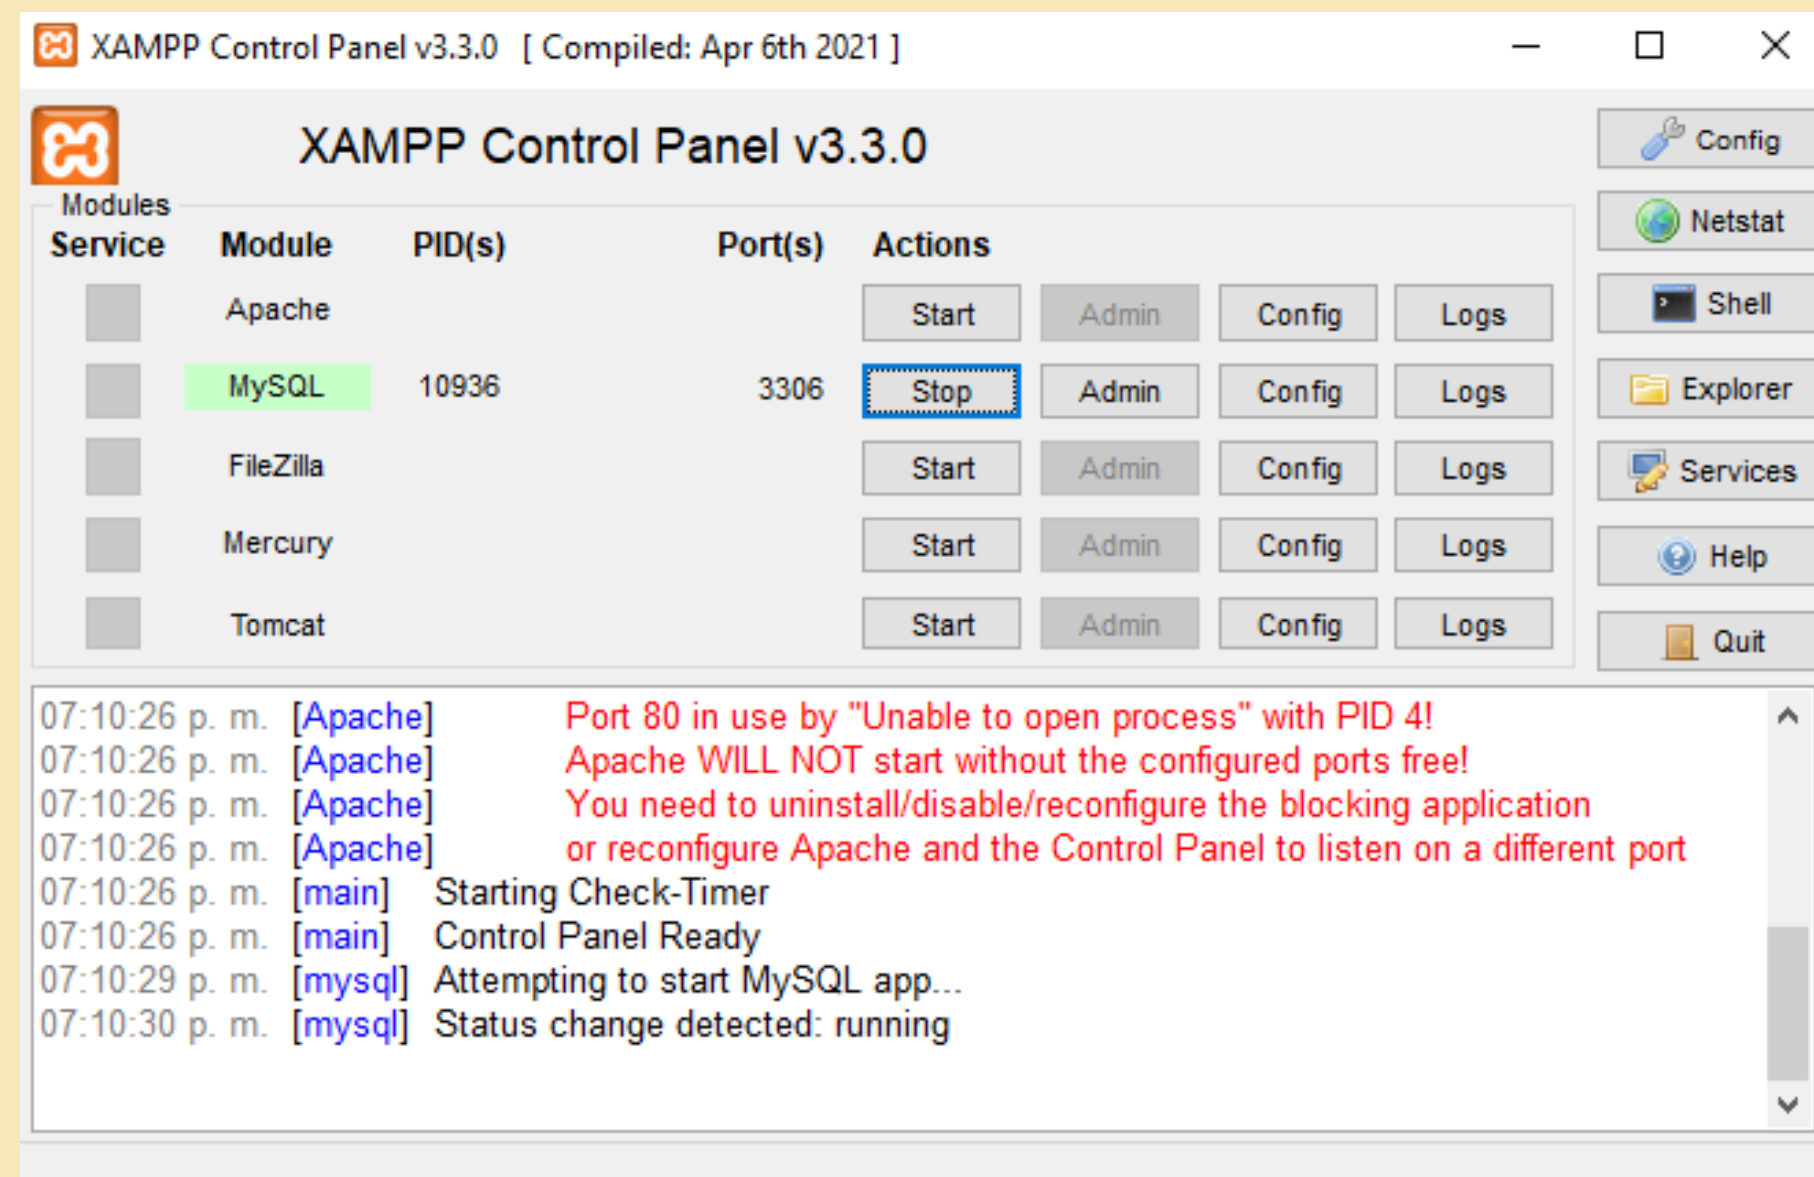 XAMPP Control Panel v3.3.0 [ Compiled: Apr 6th 2021 ]
XAMPP Control Panel v3.3.0
Config
Modules
Netstat
Service Module PID(s) Port(s) Actions
Shell
Apache Start Admin Config Logs
MySQL 10936 3306 Stop Admin Config Logs
Explorer
FileZilla Start Admin Config Logs
Services
Mercury Start Admin Config Logs
Help
Tomcat Start Admin Config Logs
Quit
07:10:26 p. m. [Apache] Port 80 in use by "Unable to open process" with PID 4!
07:10:26 p. m. [Apache] Apache WILL NOT start without the configured ports free!
07:10:26 p. m. [Apache] You need to uninstall/disable/reconfigure the blocking application
07:10:26 p. m. [Apache] or reconfigure Apache and the Control Panel to listen on a different port
07:10:26 p. m. [main] Starting Check-Timer
07:10:26 p. m. [main] Control Panel Ready
07:10:29 p. m. [mysql] Attempting to start MySQL app...
07:10:30 p. m. [mysql] Status change detected: running